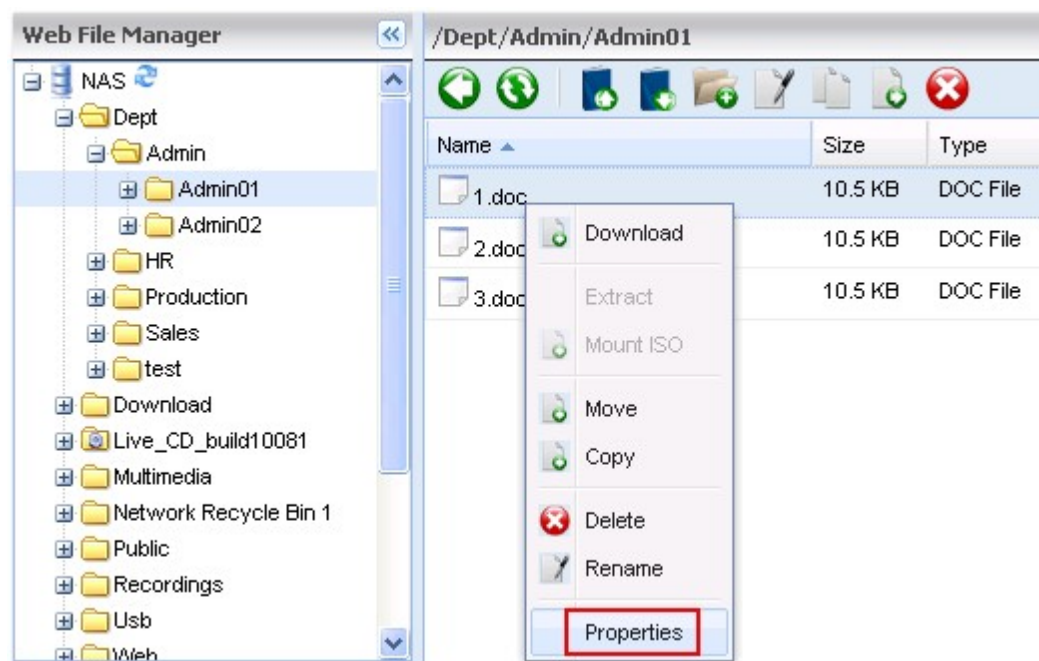 Web File Manager
NAS
Dept
Admin
Admin01
Admin02
HR
Production
Sales
test
Download
Live_CD_build10081
Multimedia
Network Recycle Bin 1
Public
Recordings
Usb
Web
/Dept/Admin/Admin01
Name Size Type
1.doc 10.5 KB DOC File
2.doc 10.5 KB DOC File
3.doc 10.5 KB DOC File
Download
Extract
Mount ISO
Move
Copy
Delete
Rename
Properties